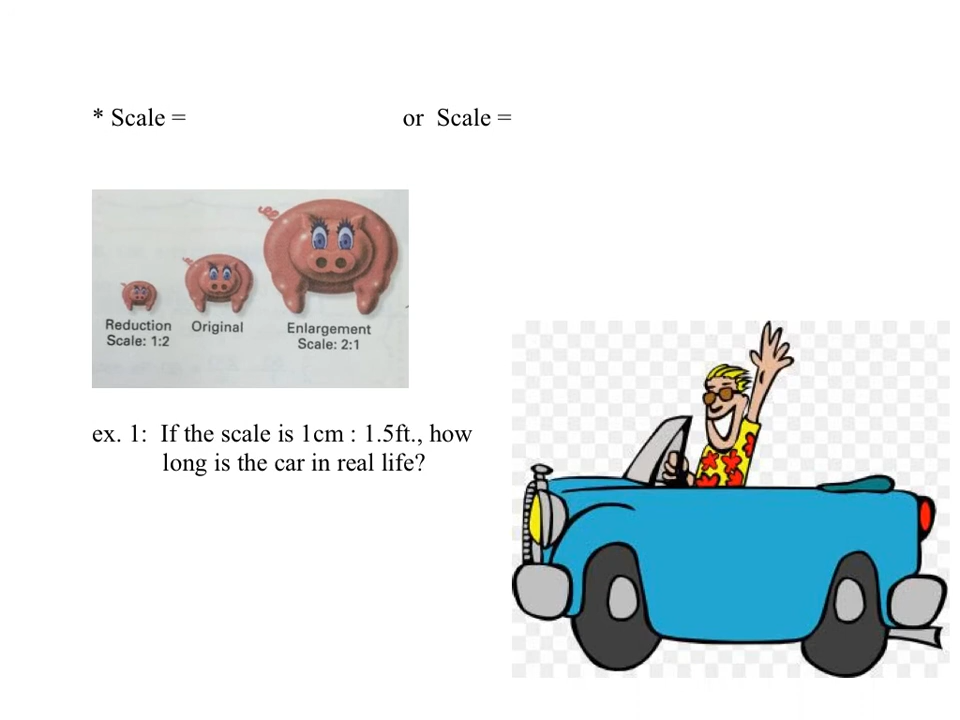 * Scale = or Scale =
Reduction Original Enlargement
Scale: 1:2 Scale: 2:1
ex. 1: If the scale is 1cm : 1.5ft., how
long is the car in real life?